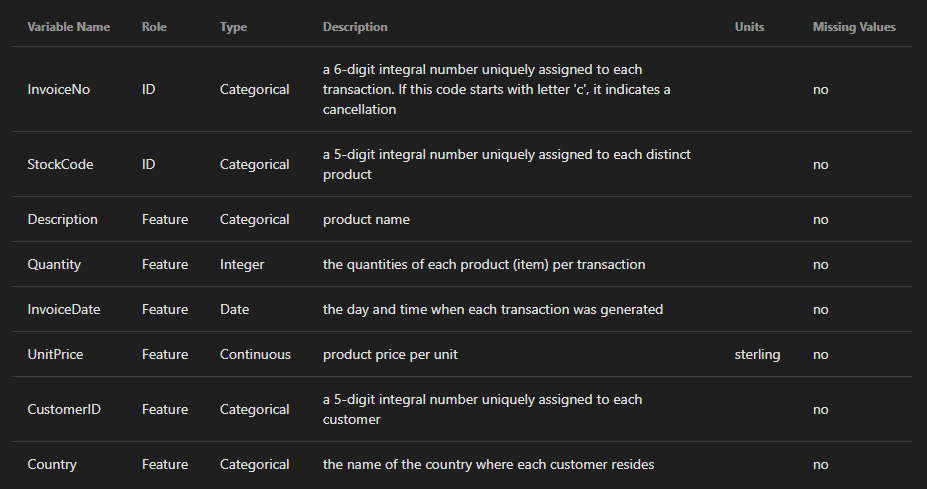 Variable Name Role Type Description Units Missing Values
InvoiceNo ID Categorical a 6-digit integral number uniquely assigned to each
transaction. If this code starts with letter 'c', it indicates a
cancellation no
StockCode ID Categorical a 5-digit integral number uniquely assigned to each distinct
product no
Description Feature Categorical product name no
Quantity Feature Integer the quantities of each product (item) per transaction no
InvoiceDate Feature Date the day and time when each transaction was generated no
UnitPrice Feature Continuous product price per unit sterling no
CustomerID Feature Categorical a 5-digit integral number uniquely assigned to each
customer no
Country Feature Categorical the name of the country where each customer resides no